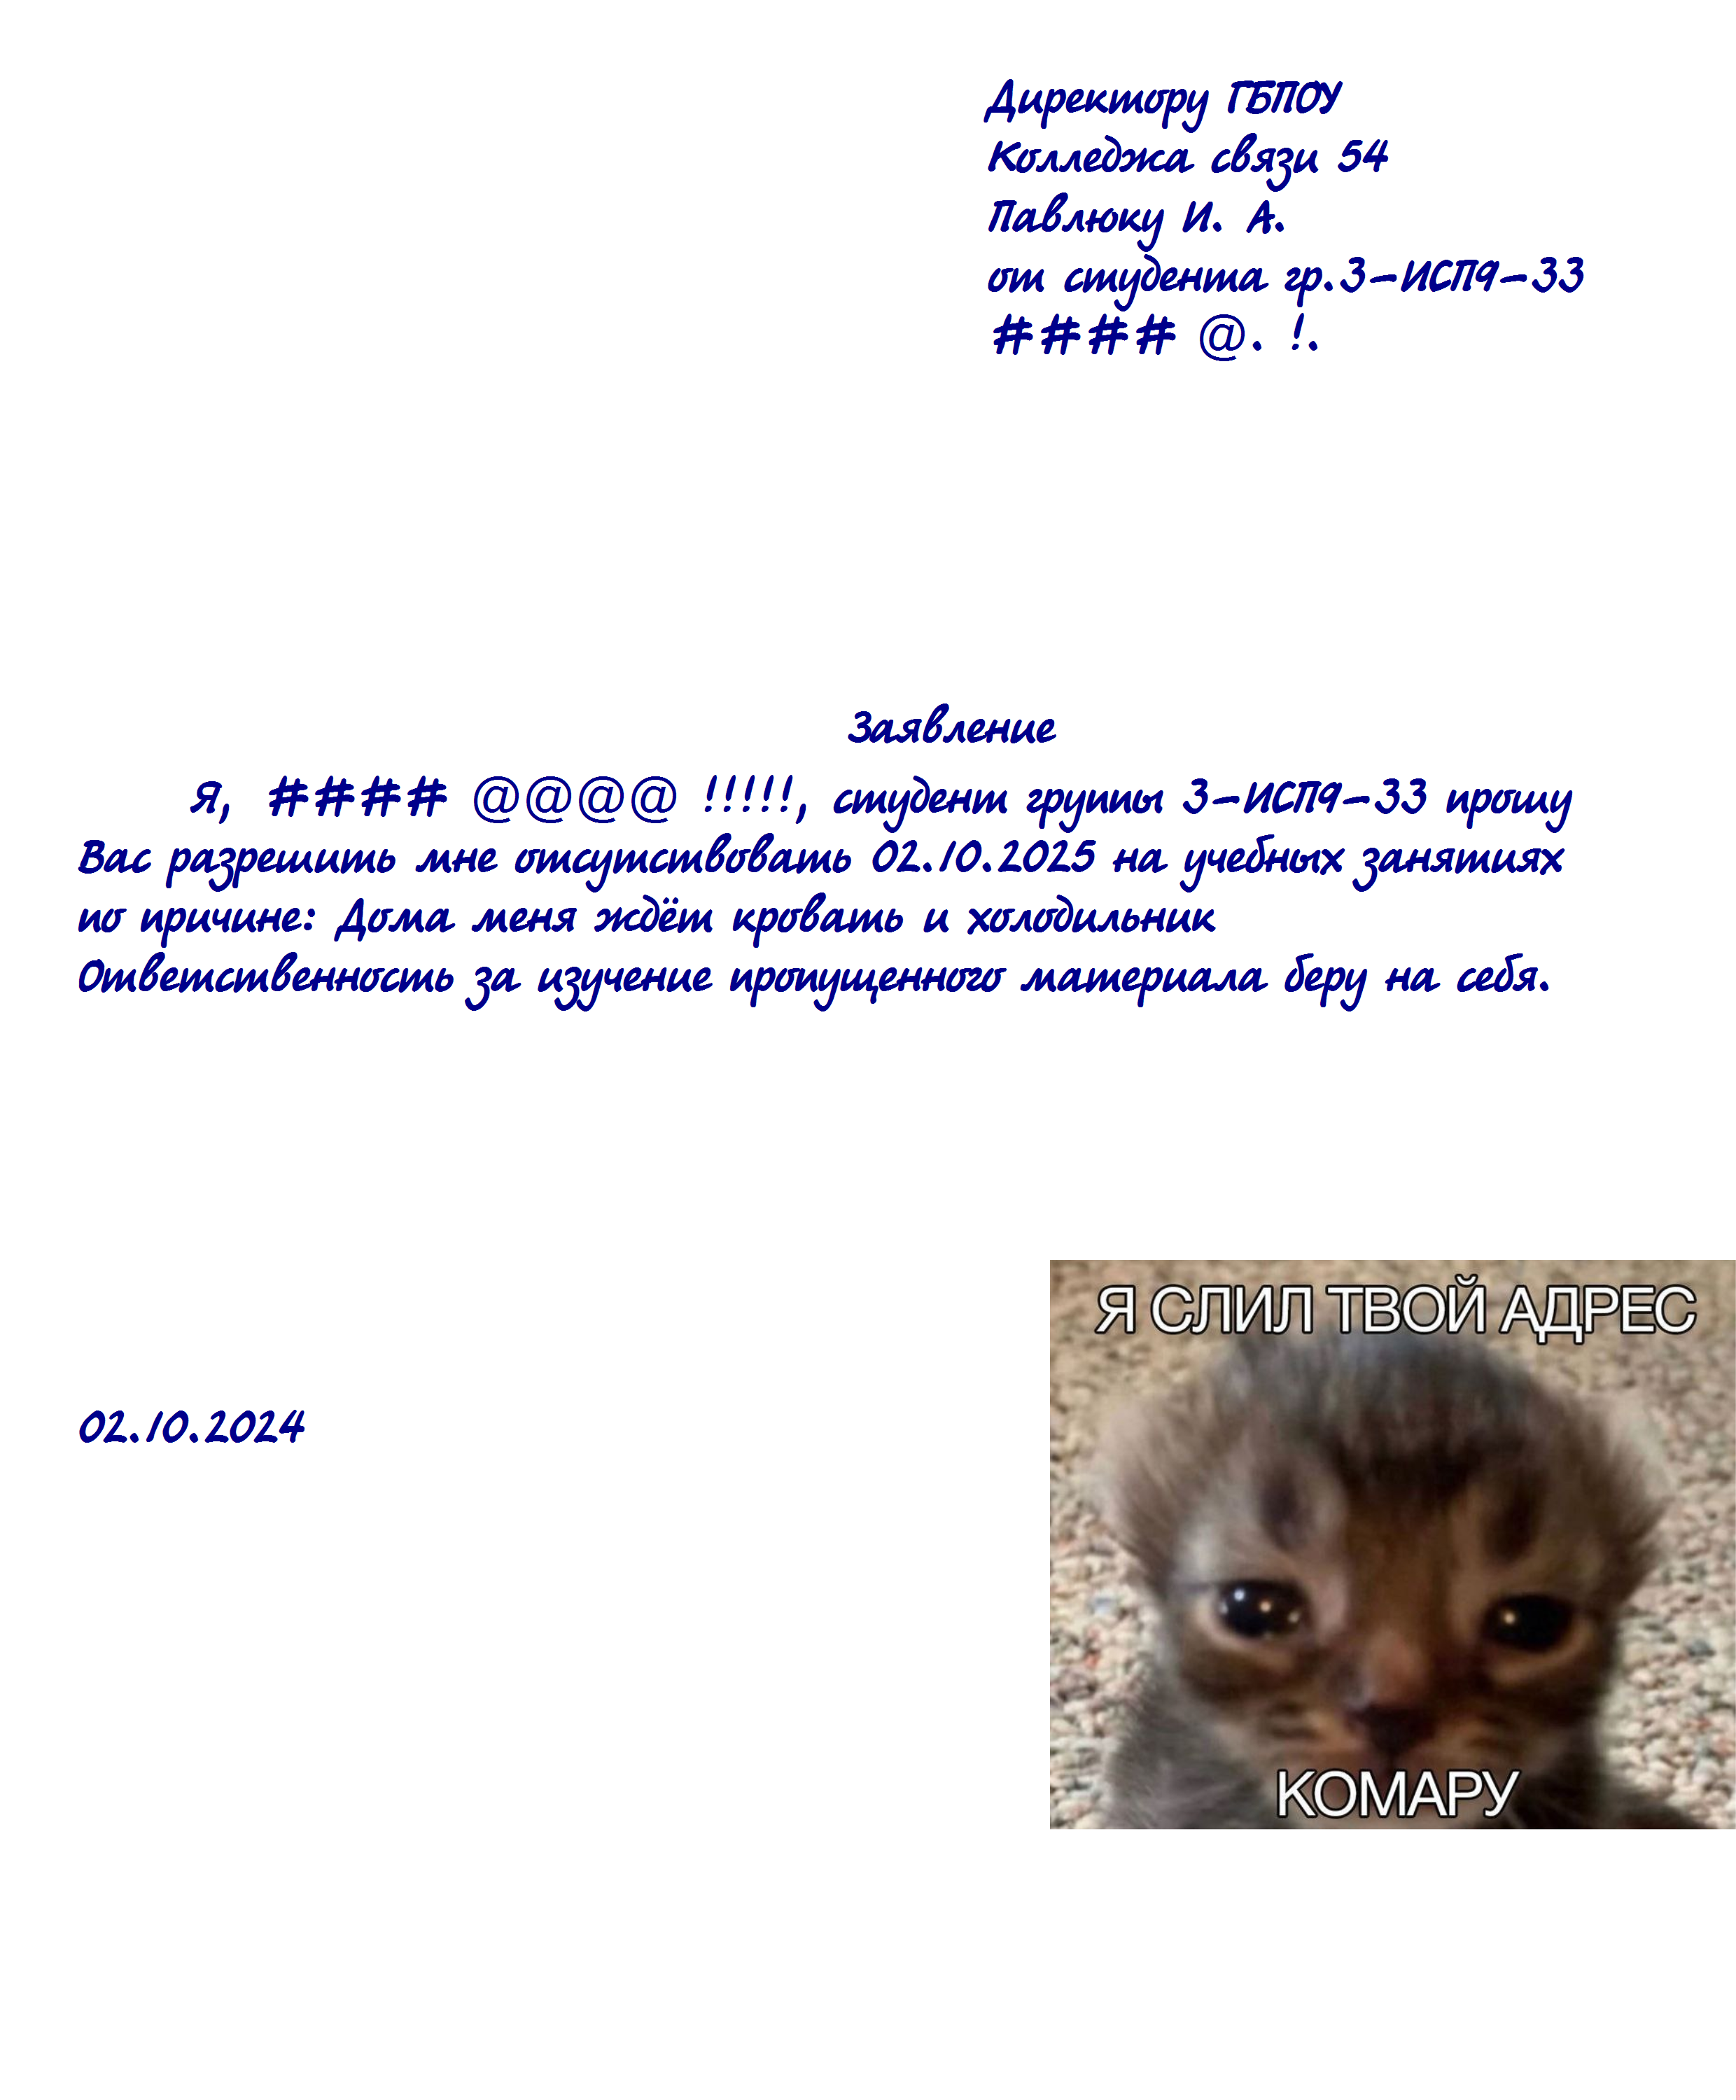 Директору ГБПОУ
Колледжа связи 54
Павлюку И. А.
от студента гр.3-ИСП9-33
#### @. !.
Заявление
Я, #### @@@@ !!!!!, студент группы 3-ИСП9-33 прошу
Вас разрешить мне отсутствовать 02.10.2025 на учебных занятиях
по причине: Дома меня ждёт кровать и холодильник
Ответственность за изучение пропущенного материала беру на себя.
02.10.2024
Я СЛИЛ ТВОЙ АДРЕС
КОМАРУ